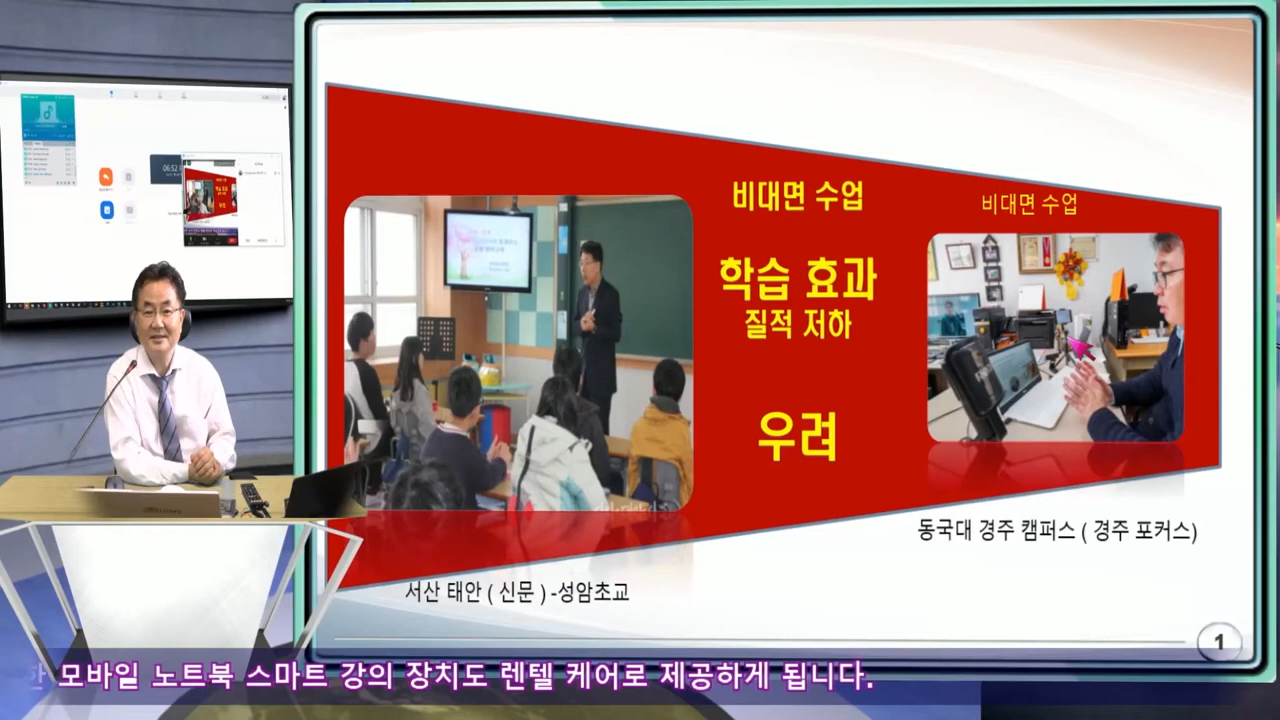 비대면 수업
학습 효과
질적 저하
우려
비대면 수업
동국대 경주 캠퍼스 ( 경주 포커스)
서산 태안 ( 신문 ) -성암초교
1
06:52
모바일 노트북 스마트 강의 장치도 렌텔 케어로 제공하게 됩니다.